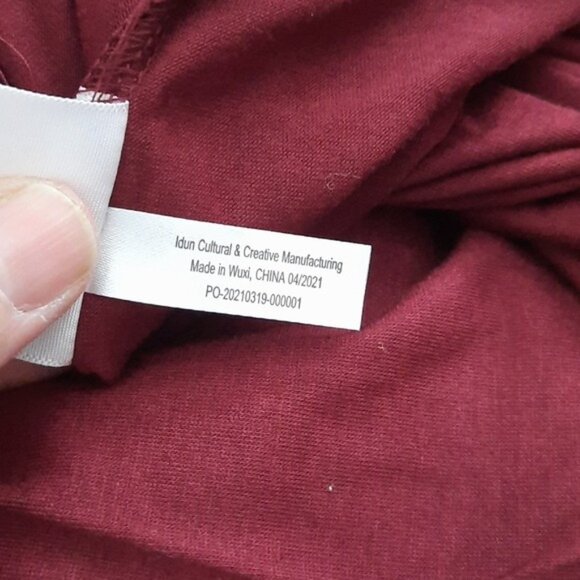 Idun Cultural & Creative Manufacturing
Made in Wuxi, CHINA 04/2021
PO-20210319-000001